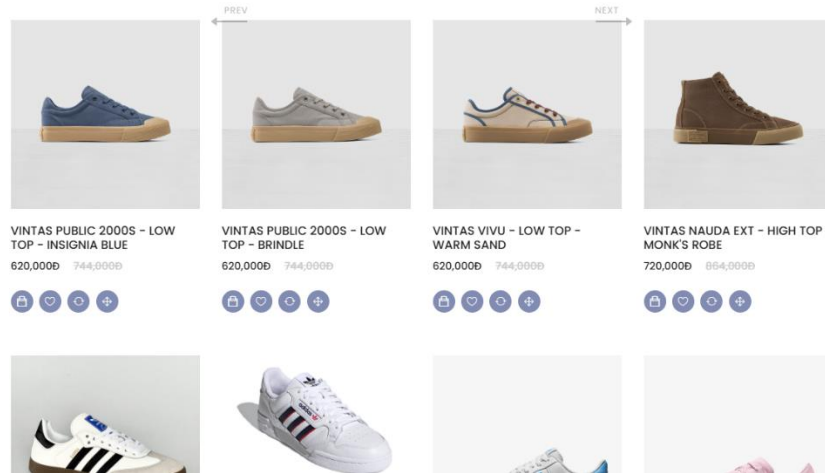 PREV
NEXT
VINTAS PUBLIC 2000S - LOW
TOP - INSIGNIA BLUE
620,000Đ 744,000Đ
VINTAS PUBLIC 2000S - LOW
TOP - BRINDLE
620,000Đ 744,000Đ
VINTAS VIVU - LOW TOP -
WARM SAND
620,000Đ 744,000Đ
VINTAS NAUDA EXT - HIGH TOP
MONK'S ROBE
720,000Đ 864,000Đ
adidas